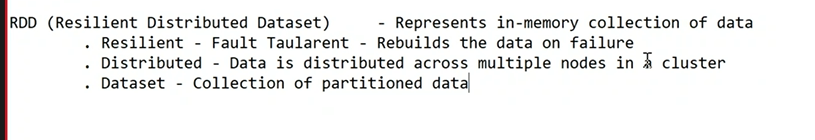 RDD (Resilient Distributed Dataset) - Represents in-memory collection of data
. Resilient - Fault Taularent - Rebuilds the data on failure
. Distributed - Data is distributed across multiple nodes in a cluster
. Dataset - Collection of partitioned data